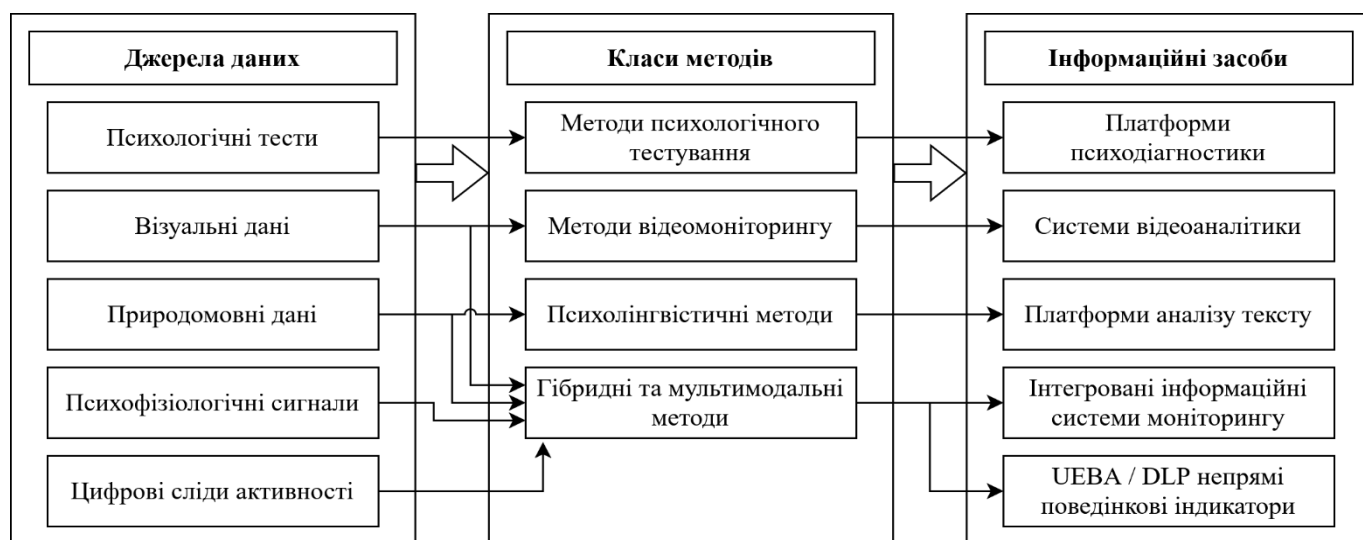 Джерела даних
Психологічні тести
Візуальні дані
Природомовні дані
Психофізіологічні сигнали
Цифрові сліди активності
Класи методів
Методи психологічного
тестування
Методи відеомоніторингу
Психолінгвістичні методи
Гібридні та мультимодальні
методи
Інформаційні засоби
Платформи
психодіагностики
Системи відеоаналітики
Платформи аналізу тексту
Інтегровані інформаційні
системи моніторингу
UEBA / DLP непрямі
поведінкові індикатори